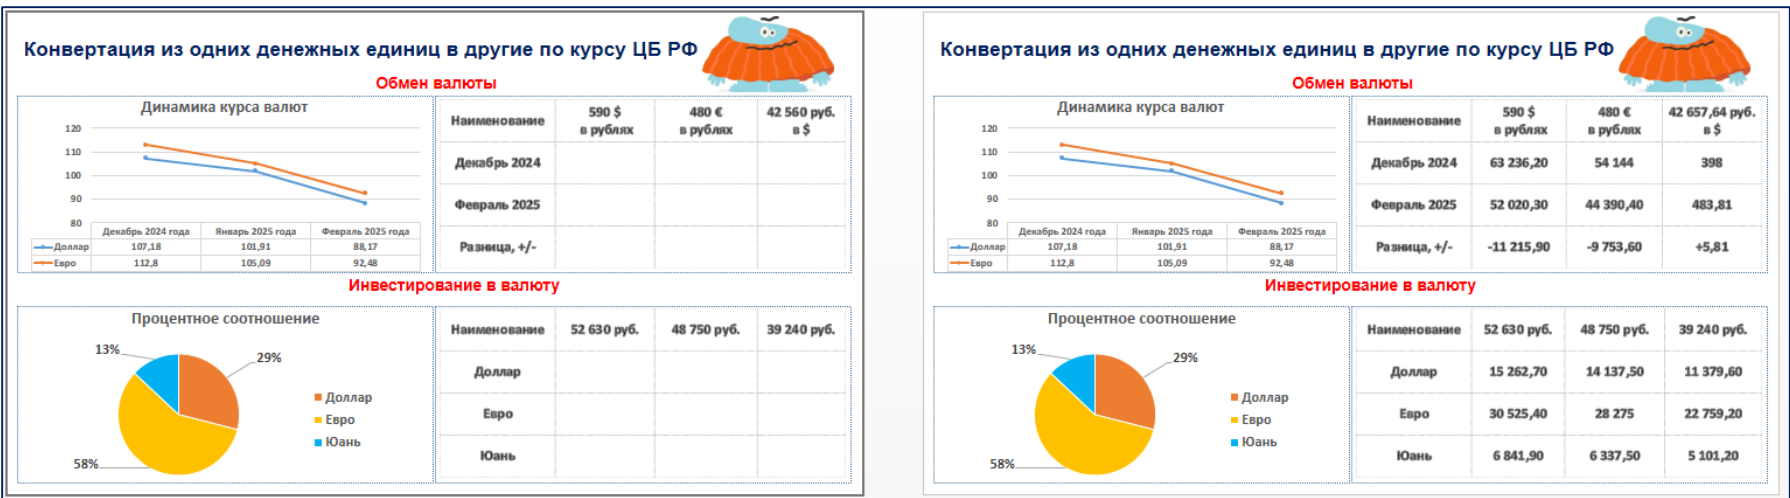 Конвертация из одних денежных единиц в другие по курсу ЦБ РФ
Обмен валюты
Динамика курса валют
120
110
100
90
80
Декабрь 2024 года Январь 2025 года Февраль 2025 года
Доллар 107,18 101,91 88,17
Евро 112,8 105,09 92,48
Наименование 590 $ в рублях 480 € в рублях 42 560 руб. в $
Декабрь 2024
Февраль 2025
Разница, +/-
Инвестирование в валюту
Процентное соотношение
13%
29%
58%
Доллар
Евро
Юань
Наименование 52 630 руб. 48 750 руб. 39 240 руб.
Доллар
Евро
Юань
Конвертация из одних денежных единиц в другие по курсу ЦБ РФ
Обмен валюты
Динамика курса валют
120
110
100
90
80
Декабрь 2024 года Январь 2025 года Февраль 2025 года
Доллар 107,18 101,91 88,17
Евро 112,8 105,09 92,48
Наименование 590 $ в рублях 480 € в рублях 42 657,64 руб. в $
Декабрь 2024 63 236,20 54 144 398
Февраль 2025 52 020,30 44 390,40 483,81
Разница, +/- -11 215,90 -9 753,60 +5,81
Инвестирование в валюту
Процентное соотношение
13%
29%
58%
Доллар
Евро
Юань
Наименование 52 630 руб. 48 750 руб. 39 240 руб.
Доллар 15 262,70 14 137,50 11 379,60
Евро 30 525,40 28 275 22 759,20
Юань 6 841,90 6 337,50 5 101,20